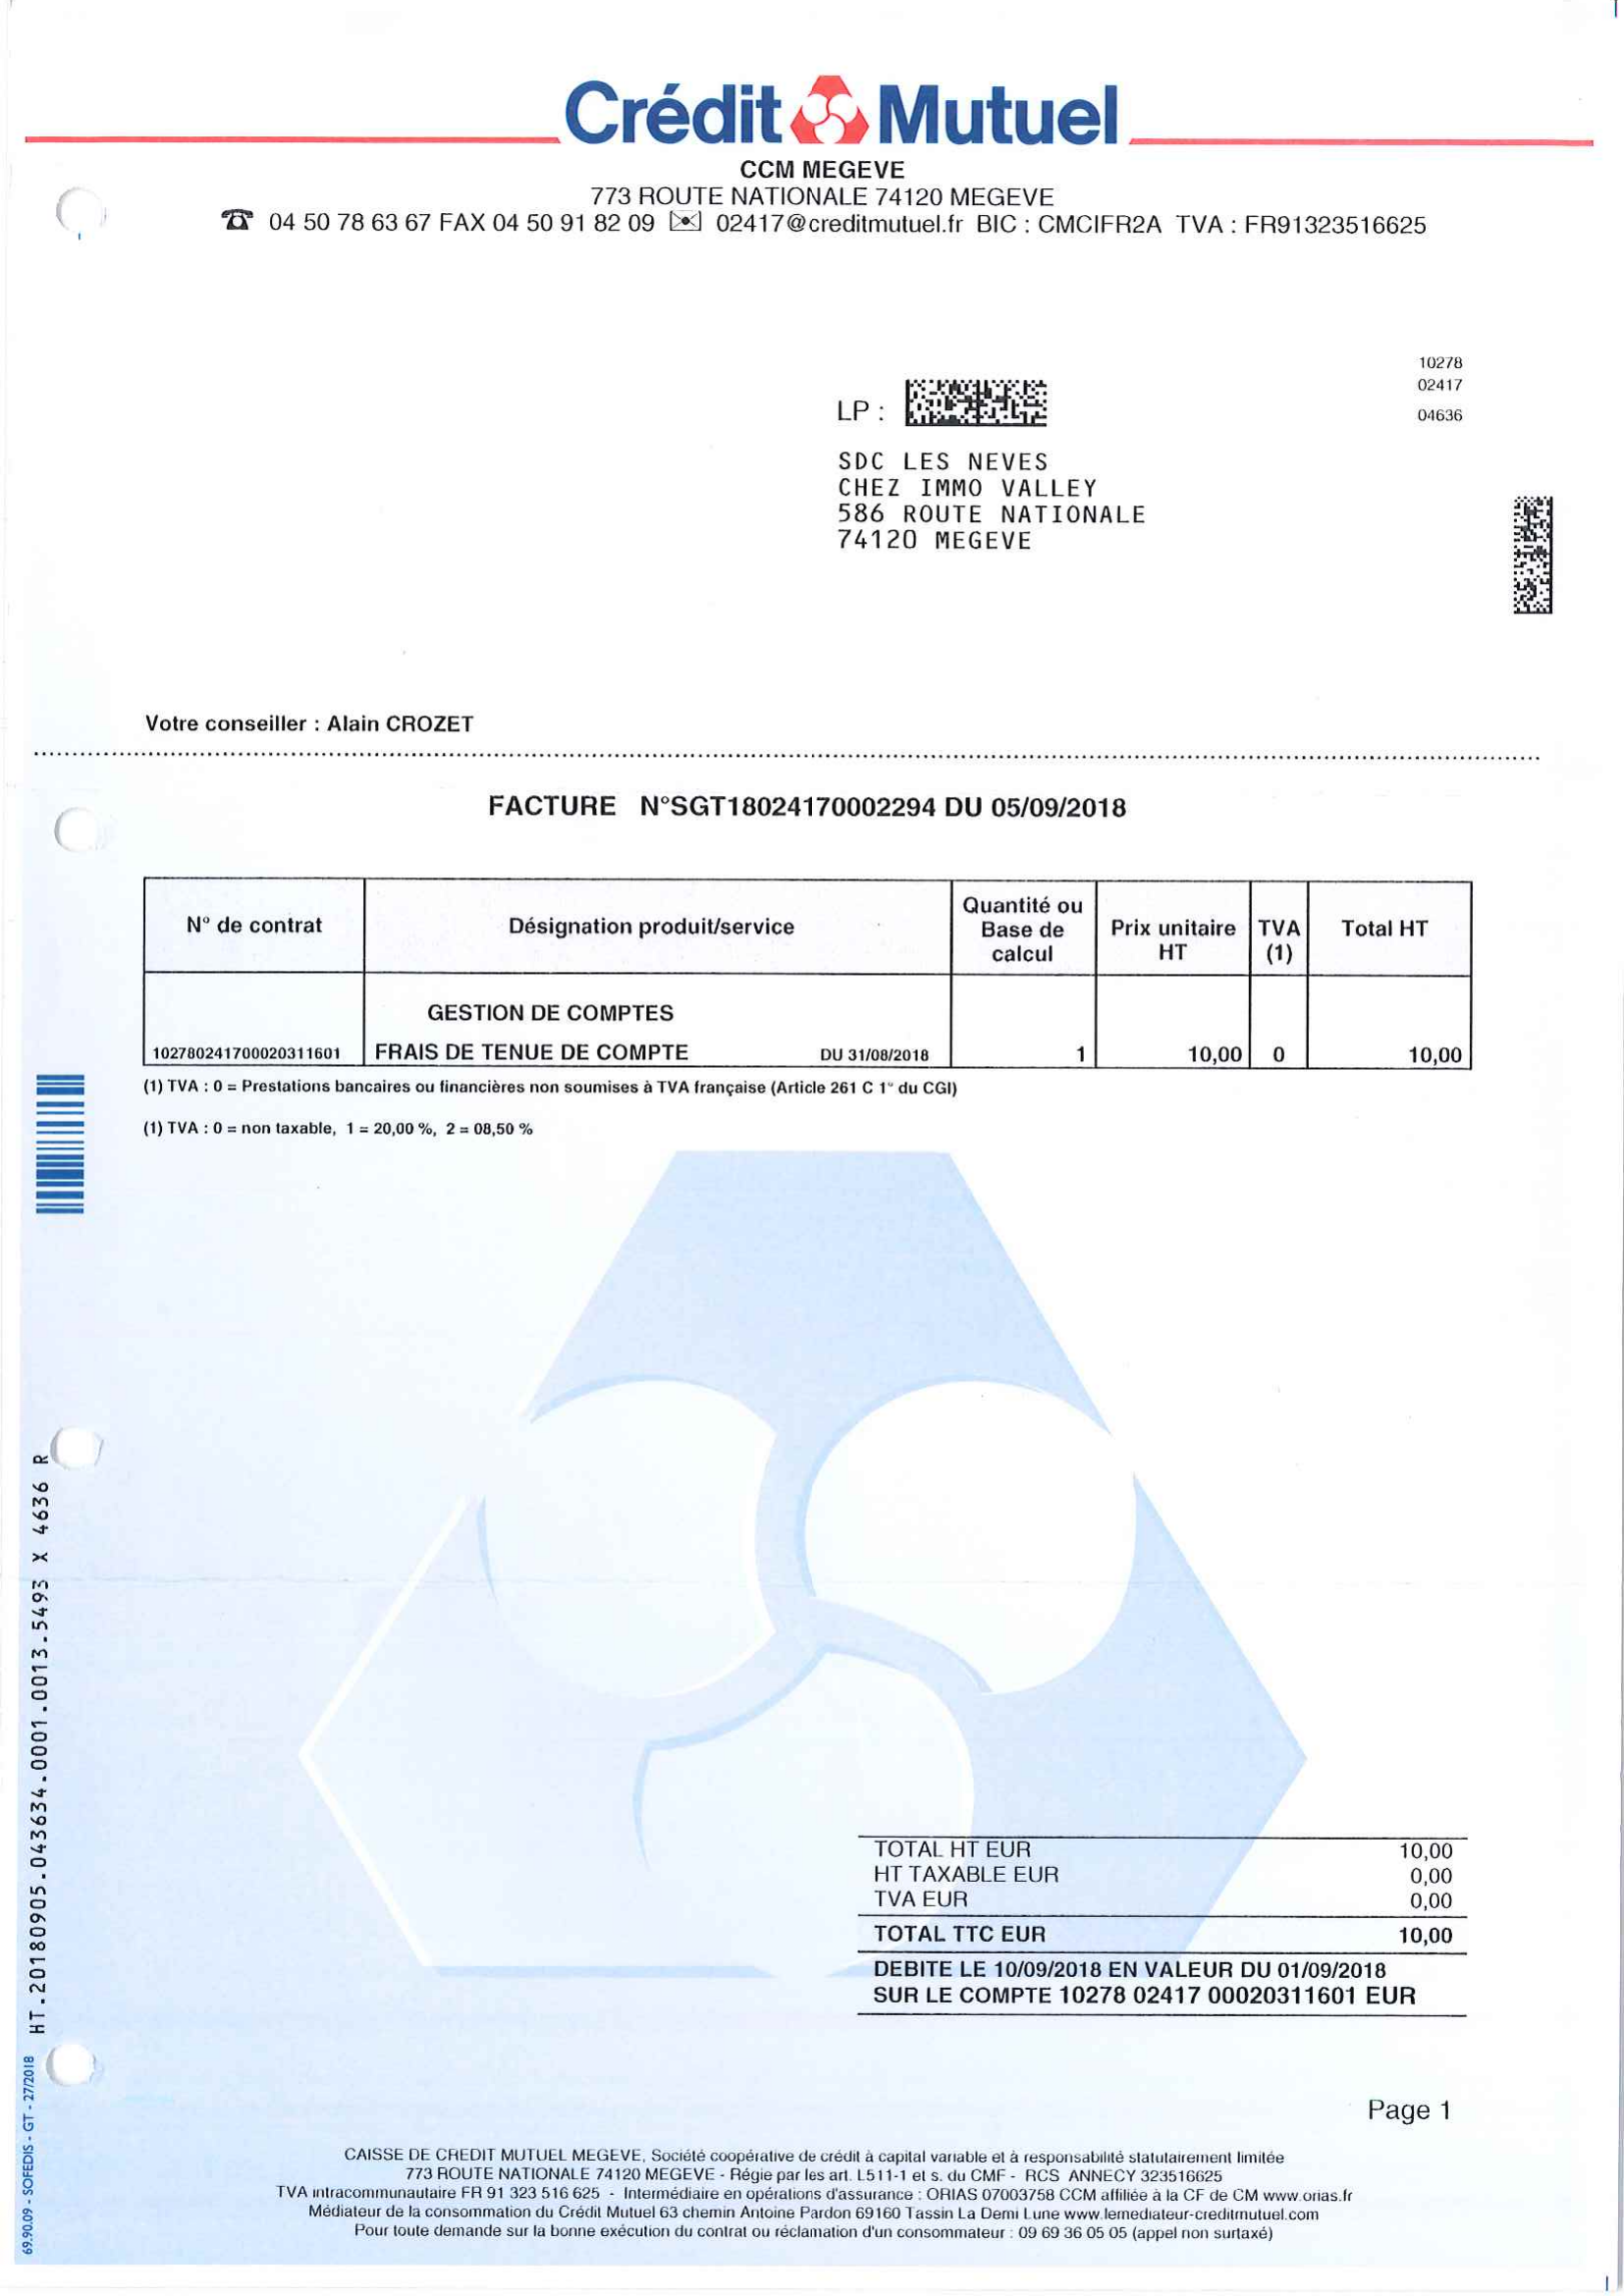 Crédit Mutuel
CCM MEGEVE
773 ROUTE NATIONALE 74120 MEGEVE
04 50 78 63 67 FAX 04 50 91 82 09 02417@creditmutuel.fr BIC : CMCIFR2A TVA : FR91323516625
10278
02417
04636
LP :
SDC LES NEVES
CHEZ IMMO VALLEY
586 ROUTE NATIONALE
74120 MEGEVE
Votre conseiller : Alain CROZET
FACTURE N°SGT18024170002294 DU 05/09/2018
N° de contrat Désignation produit/service Quantité ou Base de calcul Prix unitaire HT TVA (1) Total HT
GESTION DE COMPTES
102780241700020311601 FRAIS DE TENUE DE COMPTE DU 31/08/2018 1 10,00 0 10,00
(1) TVA : 0 = Prestations bancaires ou financières non soumises à TVA française (Article 261 C 1° du CGI)
(1) TVA : 0 = non taxable, 1 = 20,00 %, 2 = 08,50 %
TOTAL HT EUR 10,00
HT TAXABLE EUR 0,00
TVA EUR 0,00
TOTAL TTC EUR 10,00
DEBITE LE 10/09/2018 EN VALEUR DU 01/09/2018
SUR LE COMPTE 10278 02417 00020311601 EUR
HT.20180905.043634.0001.0013.5493 X 4636 R
69.90.09 - SOFEDIS - GT - 27/2018
Page 1
CAISSE DE CREDIT MUTUEL MEGEVE, Société coopérative de crédit à capital variable et à responsabilité statutairement limitée
773 ROUTE NATIONALE 74120 MEGEVE - Régie par les art. L511-1 et s. du CMF - RCS ANNECY 323516625
TVA intracommunautaire FR 91 323 516 625 - Intermédiaire en opérations d'assurance : ORIAS 07003758 CCM affiliée à la CF de CM www.orias.fr
Médiateur de la consommation du Crédit Mutuel 63 chemin Antoine Pardon 69160 Tassin La Demi Lune www.lemediateur-creditmutuel.com
Pour toute demande sur la bonne exécution du contrat ou réclamation d'un consommateur : 09 69 36 05 05 (appel non surtaxé)